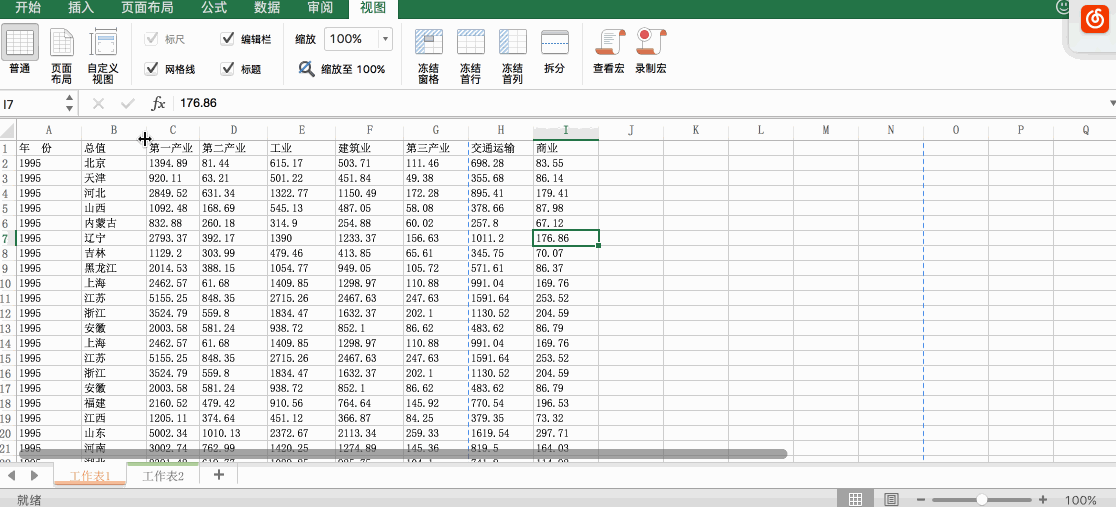 开始 插入 页面布局 公式 数据 审阅 视图
标尺 编辑栏 缩放 100%
普通 页面布局 自定义视图 网格线 标题 缩放至 100% 冻结窗格 冻结首行 冻结首列 拆分 查看宏 录制宏
I7 fx 176.86
A B C D E F G H I J K L M N O P Q
1 年 份 总值 第一产业 第二产业 工业 建筑业 第三产业 交通运输 商业
2 1995 北京 1394.89 81.44 615.17 503.71 111.46 698.28 83.55
3 1995 天津 920.11 63.21 501.22 451.84 49.38 355.68 86.14
4 1995 河北 2849.52 631.34 1322.77 1150.49 172.28 895.41 179.41
5 1995 山西 1092.48 168.69 545.13 487.05 58.08 378.66 87.98
6 1995 内蒙古 832.88 260.18 314.9 254.88 60.02 257.8 67.12
7 1995 辽宁 2793.37 392.17 1390 1233.37 156.63 1011.2 176.86
8 1995 吉林 1129.2 303.99 479.46 413.85 65.61 345.75 70.07
9 1995 黑龙江 2014.53 388.15 1054.77 949.05 105.72 571.61 86.37
10 1995 上海 2462.57 61.68 1409.85 1298.97 110.88 991.04 169.76
11 1995 江苏 5155.25 848.35 2715.26 2467.63 247.63 1591.64 253.52
12 1995 浙江 3524.79 559.8 1834.47 1632.37 202.1 1130.52 204.59
13 1995 安徽 2003.58 581.24 938.72 852.1 86.62 483.62 86.79
14 1995 上海 2462.57 61.68 1409.85 1298.97 110.88 991.04 169.76
15 1995 江苏 5155.25 848.35 2715.26 2467.63 247.63 1591.64 253.52
16 1995 浙江 3524.79 559.8 1834.47 1632.37 202.1 1130.52 204.59
17 1995 安徽 2003.58 581.24 938.72 852.1 86.62 483.62 86.79
18 1995 福建 2160.52 479.42 910.56 764.64 145.92 770.54 196.53
19 1995 江西 1205.11 374.64 451.12 366.87 84.25 379.35 73.32
20 1995 山东 5002.34 1010.13 2372.67 2113.34 259.33 1619.54 297.71
21 1995 河南 3002.74 762.99 1420.25 1274.89 145.36 819.5 164.03
工作表1 工作表2
就绪 100%